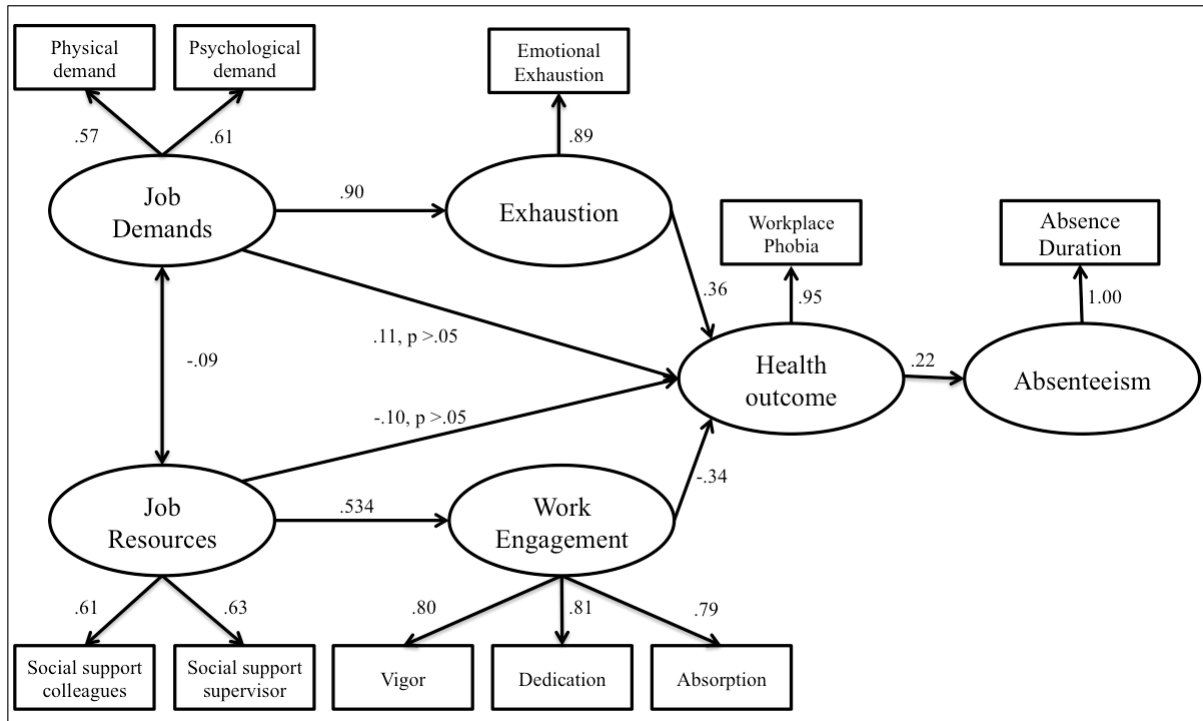 Physical
demand
Psychological
demand
Emotional
Exhaustion
.57
.61
.89
Job
Demands
.90
Exhaustion
Workplace
Phobia
Absence
Duration
.36
.95
1.00
.11, p >.05
-.09
Health
outcome
.22
Absenteeism
-.10, p >.05
-.34
Job
Resources
.534
Work
Engagement
.61
.63
.80
.81
.79
Social support
colleagues
Social support
supervisor
Vigor
Dedication
Absorption